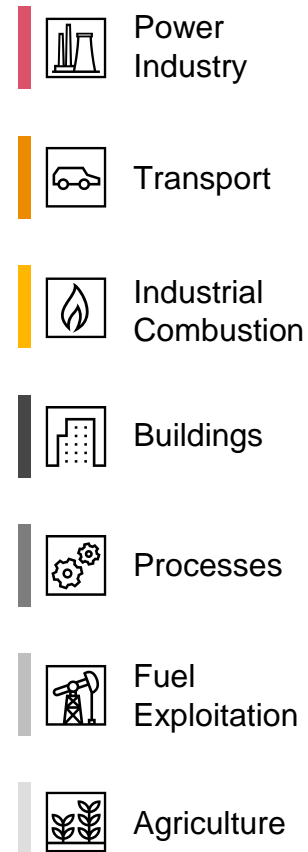 Power
Industry
Transport
Industrial
Combustion
Buildings
Processes
Fuel
Exploitation
Agriculture